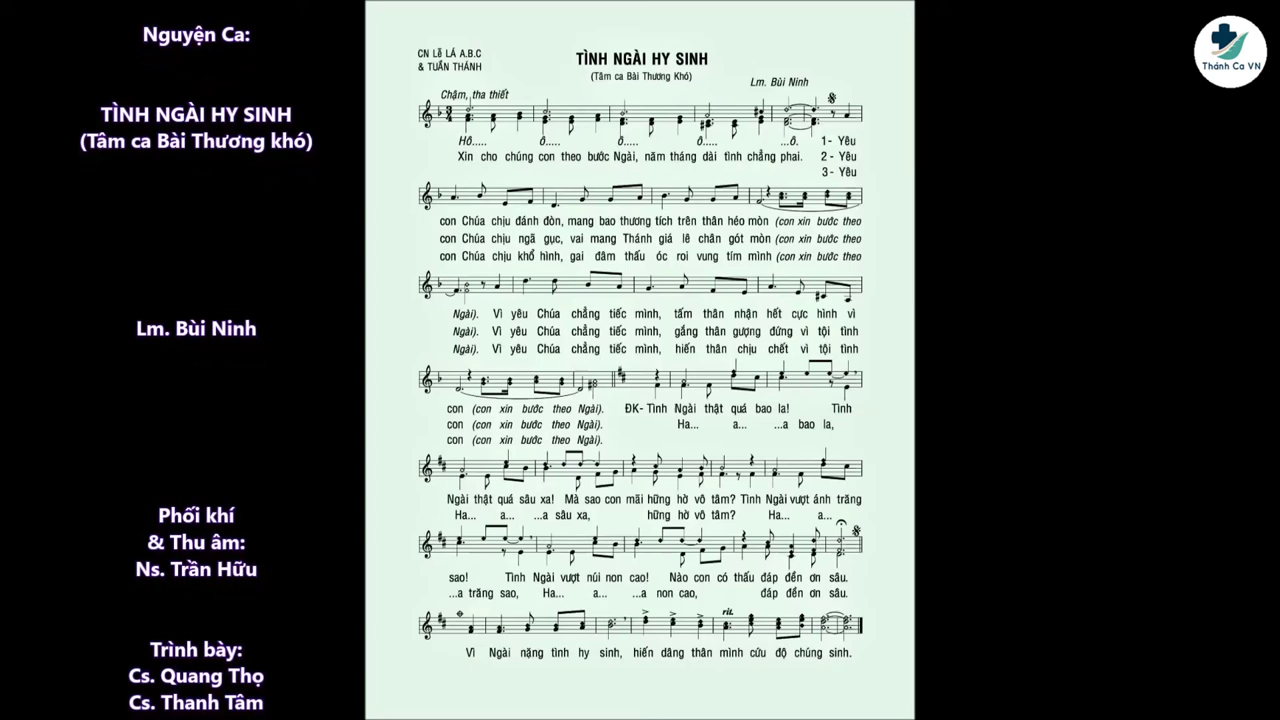 Nguyện Ca:
TÌNH NGÀI HY SINH
(Tâm ca Bài Thương khó)
Lm. Bùi Ninh
Phối khí
& Thu âm:
Ns. Trần Hữu
Trình bày:
Cs. Quang Thọ
Cs. Thanh Tâm
CN LỄ LÁ A.B.C
& TUẦN THÁNH
TÌNH NGÀI HY SINH
(Tâm ca Bài Thương Khó)
Lm. Bùi Ninh
Chậm, tha thiết
Hô..... ô..... ô..... ô..... ...ô. 1- Yêu
Xin cho chúng con theo bước Ngài, năm tháng dài tình chẳng phai. 2- Yêu
3- Yêu
con Chúa chịu đánh đòn, mang bao thương tích trên thân héo mòn (con xin bước theo
con Chúa chịu ngã gục, vai mang Thánh giá lê chân gót mòn (con xin bước theo
con Chúa chịu khổ hình, gai đâm thấu óc roi vung tím mình (con xin bước theo
Ngài). Vì yêu Chúa chẳng tiếc mình, tấm thân nhận hết cực hình vì
Ngài). Vì yêu Chúa chẳng tiếc mình, gắng thân gượng đứng vì tội tình
Ngài). Vì yêu Chúa chẳng tiếc mình, hiến thân chịu chết vì tội tình
con (con xin bước theo Ngài). ĐK- Tình Ngài thật quá bao la! Tình
con (con xin bước theo Ngài). Ha... a... ...a bao la,
con (con xin bước theo Ngài).
Ngài thật quá sâu xa! Mà sao con mãi hững hờ vô tâm? Tình Ngài vượt ánh trăng
Ha... a... ...a sâu xa, hững hờ vô tâm? Ha... a...
sao! Tình Ngài vượt núi non cao! Nào con có thấu đáp đền ơn sâu.
...a trăng sao, Ha... a... ...a non cao, đáp đền ơn sâu.
rit.
Vì Ngài nặng tình hy sinh, hiến dâng thân mình cứu độ chúng sinh.
Thánh Ca VN